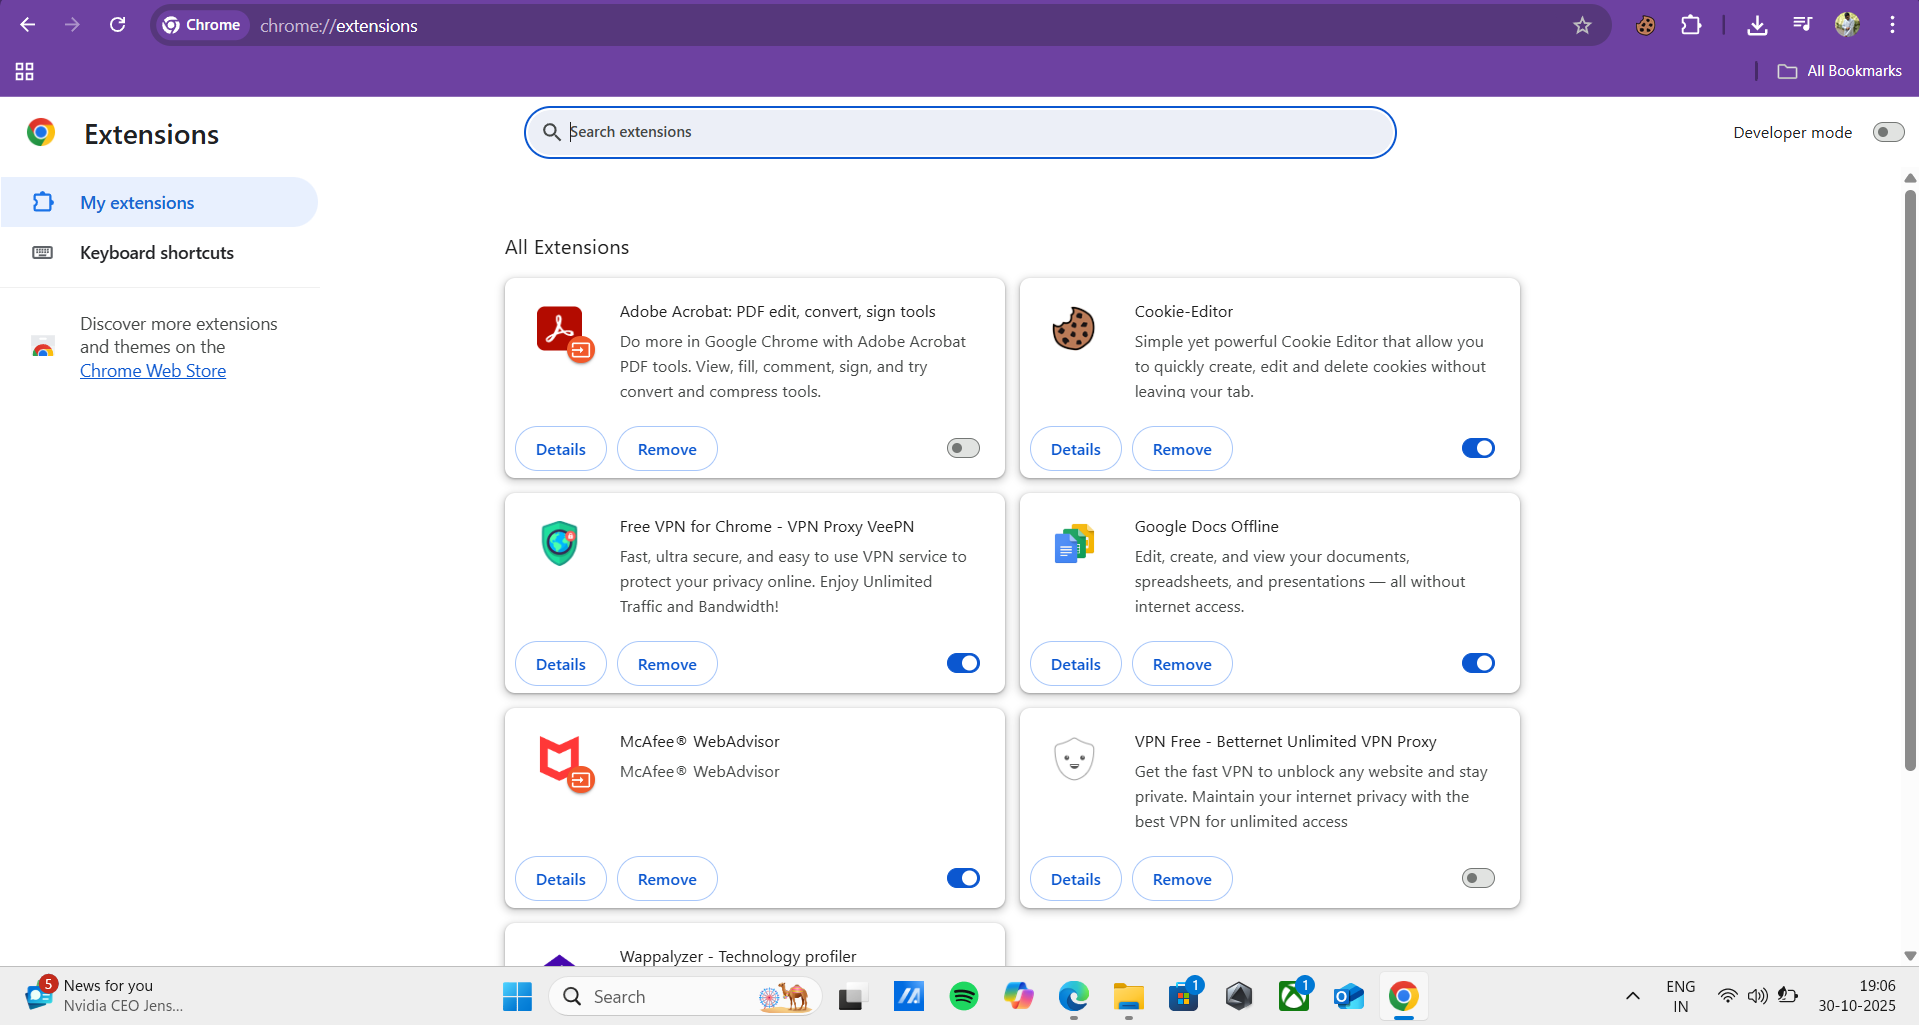 Chrome
chrome://extensions
All Bookmarks
Extensions
Search extensions
Developer mode
My extensions
Keyboard shortcuts
Discover more extensions
and themes on the
Chrome Web Store
All Extensions
Adobe Acrobat: PDF edit, convert, sign tools
Do more in Google Chrome with Adobe Acrobat
PDF tools. View, fill, comment, sign, and try
convert and compress tools.
Details
Remove
Cookie-Editor
Simple yet powerful Cookie Editor that allow you
to quickly create, edit and delete cookies without
leaving your tab.
Details
Remove
Free VPN for Chrome - VPN Proxy VeePN
Fast, ultra secure, and easy to use VPN service to
protect your privacy online. Enjoy Unlimited
Traffic and Bandwidth!
Details
Remove
Google Docs Offline
Edit, create, and view your documents,
spreadsheets, and presentations — all without
internet access.
Details
Remove
McAfee® WebAdvisor
McAfee® WebAdvisor
Details
Remove
VPN Free - Betternet Unlimited VPN Proxy
Get the fast VPN to unblock any website and stay
private. Maintain your internet privacy with the
best VPN for unlimited access
Details
Remove
Wappalyzer - Technology profiler
5
News for you
Nvidia CEO Jens...
Search
1
1
ENG
IN
19:06
30-10-2025